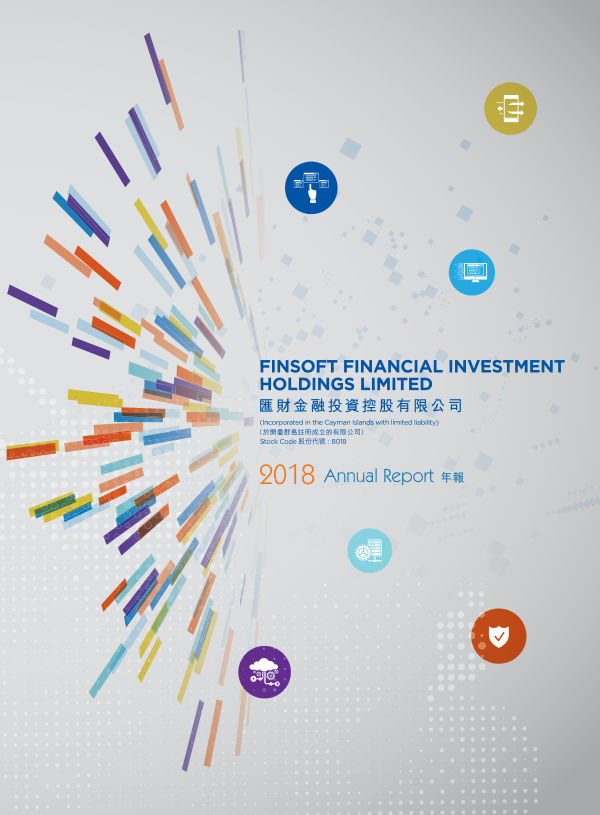 FINSOFT FINANCIAL INVESTMENT
HOLDINGS LIMITED
匯財金融投資控股有限公司
(Incorporated in the Cayman Islands with limited liability)
(於開曼群島註冊成立的有限公司)
Stock Code 股份代號 : 8018
2018 Annual Report 年報